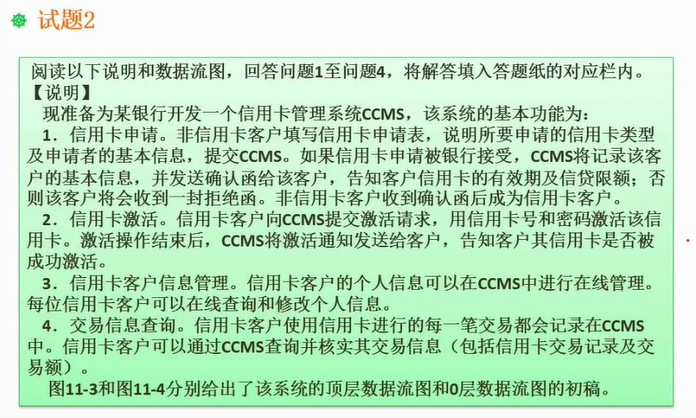 试题2
阅读以下说明和数据流图，回答问题1至问题4，将解答填入答题纸的对应栏内。
【说明】
现准备为某银行开发一个信用卡管理系统CCMS，该系统的基本功能为：
1．信用卡申请。非信用卡客户填写信用卡申请表，说明所要申请的信用卡类型
及申请者的基本信息，提交CCMS。如果信用卡申请被银行接受，CCMS将记录该客
户的基本信息，并发送确认函给该客户，告知客户信用卡的有效期及信贷限额；否
则该客户将会收到一封拒绝函。非信用卡客户收到确认函后成为信用卡客户。
2．信用卡激活。信用卡客户向CCMS提交激活请求，用信用卡号和密码激活该信
用卡。激活操作结束后，CCMS将激活通知发送给客户，告知客户其信用卡是否被
成功激活。
3．信用卡客户信息管理。信用卡客户的个人信息可以在CCMS中进行在线管理。
每位信用卡客户可以在线查询和修改个人信息。
4．交易信息查询。信用卡客户使用信用卡进行的每一笔交易都会记录在CCMS
中。信用卡客户可以通过CCMS查询并核实其交易信息（包括信用卡交易记录及交
易额）。
图11-3和图11-4分别给出了该系统的顶层数据流图和0层数据流图的初稿。